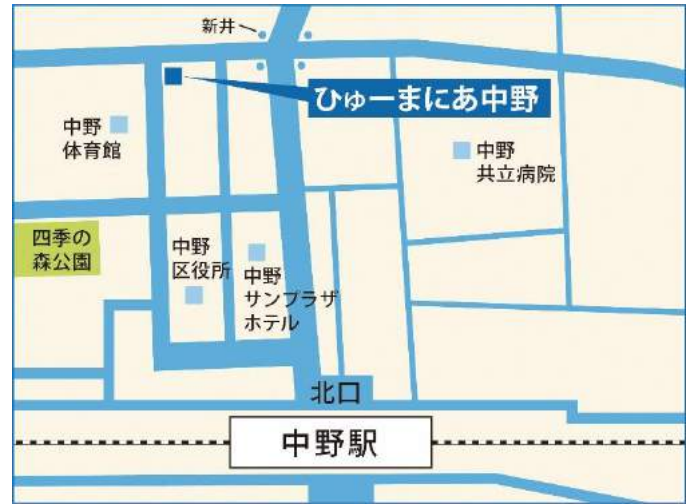 新井
ひゅーまにあ中野
中野
体育館
中野
共立病院
四季の
森公園
中野
区役所
中野
サンプラザ
ホテル
北口
中野駅